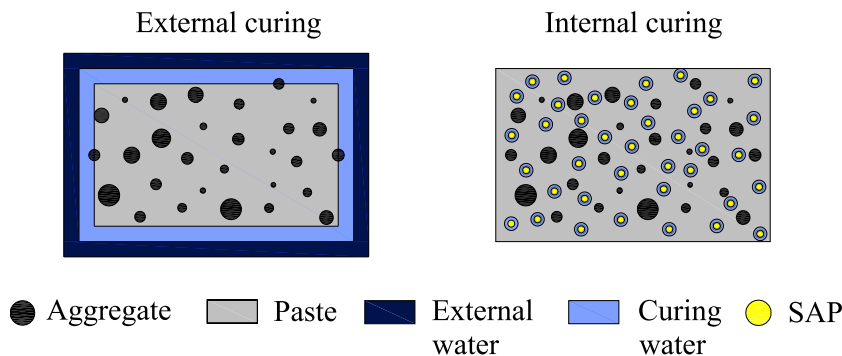 External curing
Internal curing
Aggregate
Paste
External
water
Curing
water
SAP